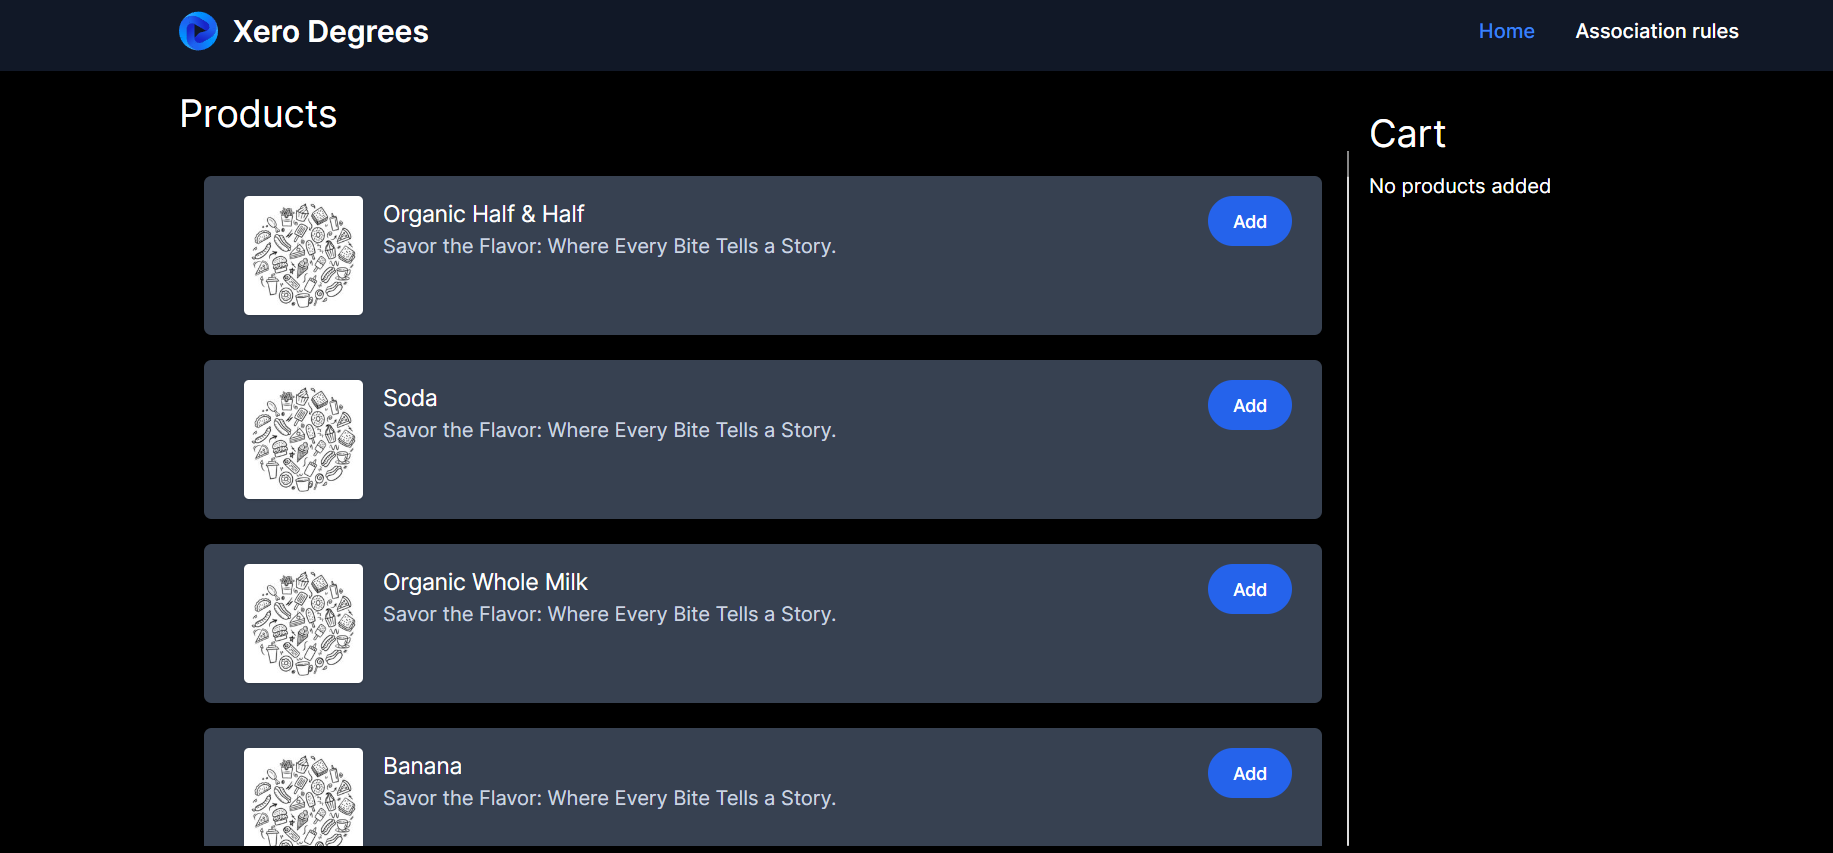 Xero Degrees
Home
Association rules
Products
Cart
No products added
Organic Half & Half
Savor the Flavor: Where Every Bite Tells a Story.
Add
Soda
Savor the Flavor: Where Every Bite Tells a Story.
Add
Organic Whole Milk
Savor the Flavor: Where Every Bite Tells a Story.
Add
Banana
Savor the Flavor: Where Every Bite Tells a Story.
Add